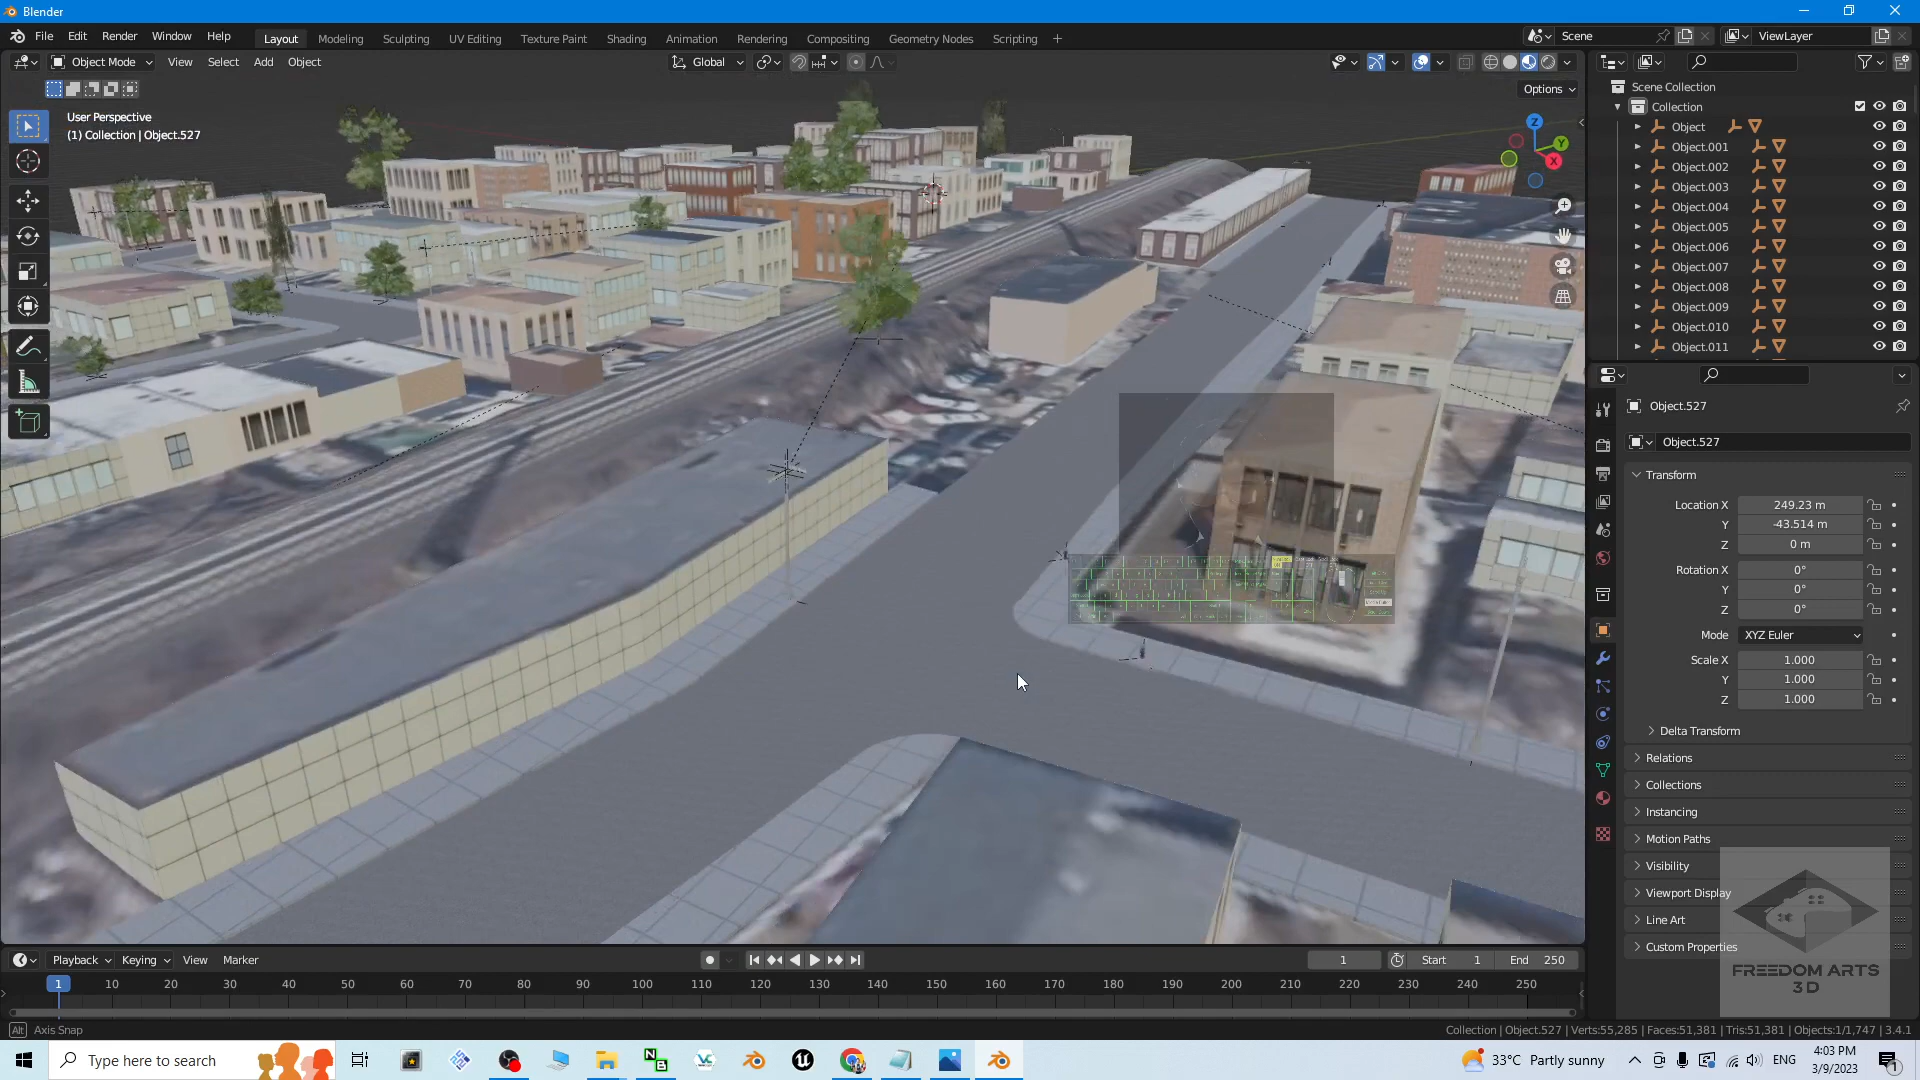 Blender
File Edit Render Window Help
Layout Modeling Sculpting UV Editing Texture Paint Shading Animation Rendering Compositing Geometry Nodes Scripting +
Scene
ViewLayer
Object Mode View Select Add Object
Global
Options
User Perspective
(1) Collection | Object.527
Z
Y
X
Scene Collection
Collection
Object
Object.001
Object.002
Object.003
Object.004
Object.005
Object.006
Object.007
Object.008
Object.009
Object.010
Object.011
Object.527
Object.527
Transform
Location X 249.23 m
Y -43.514 m
Z 0 m
Rotation X 0°
Y 0°
Z 0°
Mode XYZ Euler
Scale X 1.000
Y 1.000
Z 1.000
Delta Transform
Relations
Collections
Instancing
Motion Paths
Visibility
Viewport Display
Line Art
Custom Properties
FREEDOM ARTS
3D
Playback Keying View Marker
1 Start 1 End 250
1 10 20 30 40 50 60 70 80 90 100 110 120 130 140 150 160 170 180 190 200 210 220 230 240 250
Alt Axis Snap
Collection | Object.527 | Verts:55,285 | Faces:51,381 | Tris:51,381 | Objects:1/1,747 | 3.4.1
Type here to search
33°C Partly sunny
ENG
4:03 PM
3/9/2023